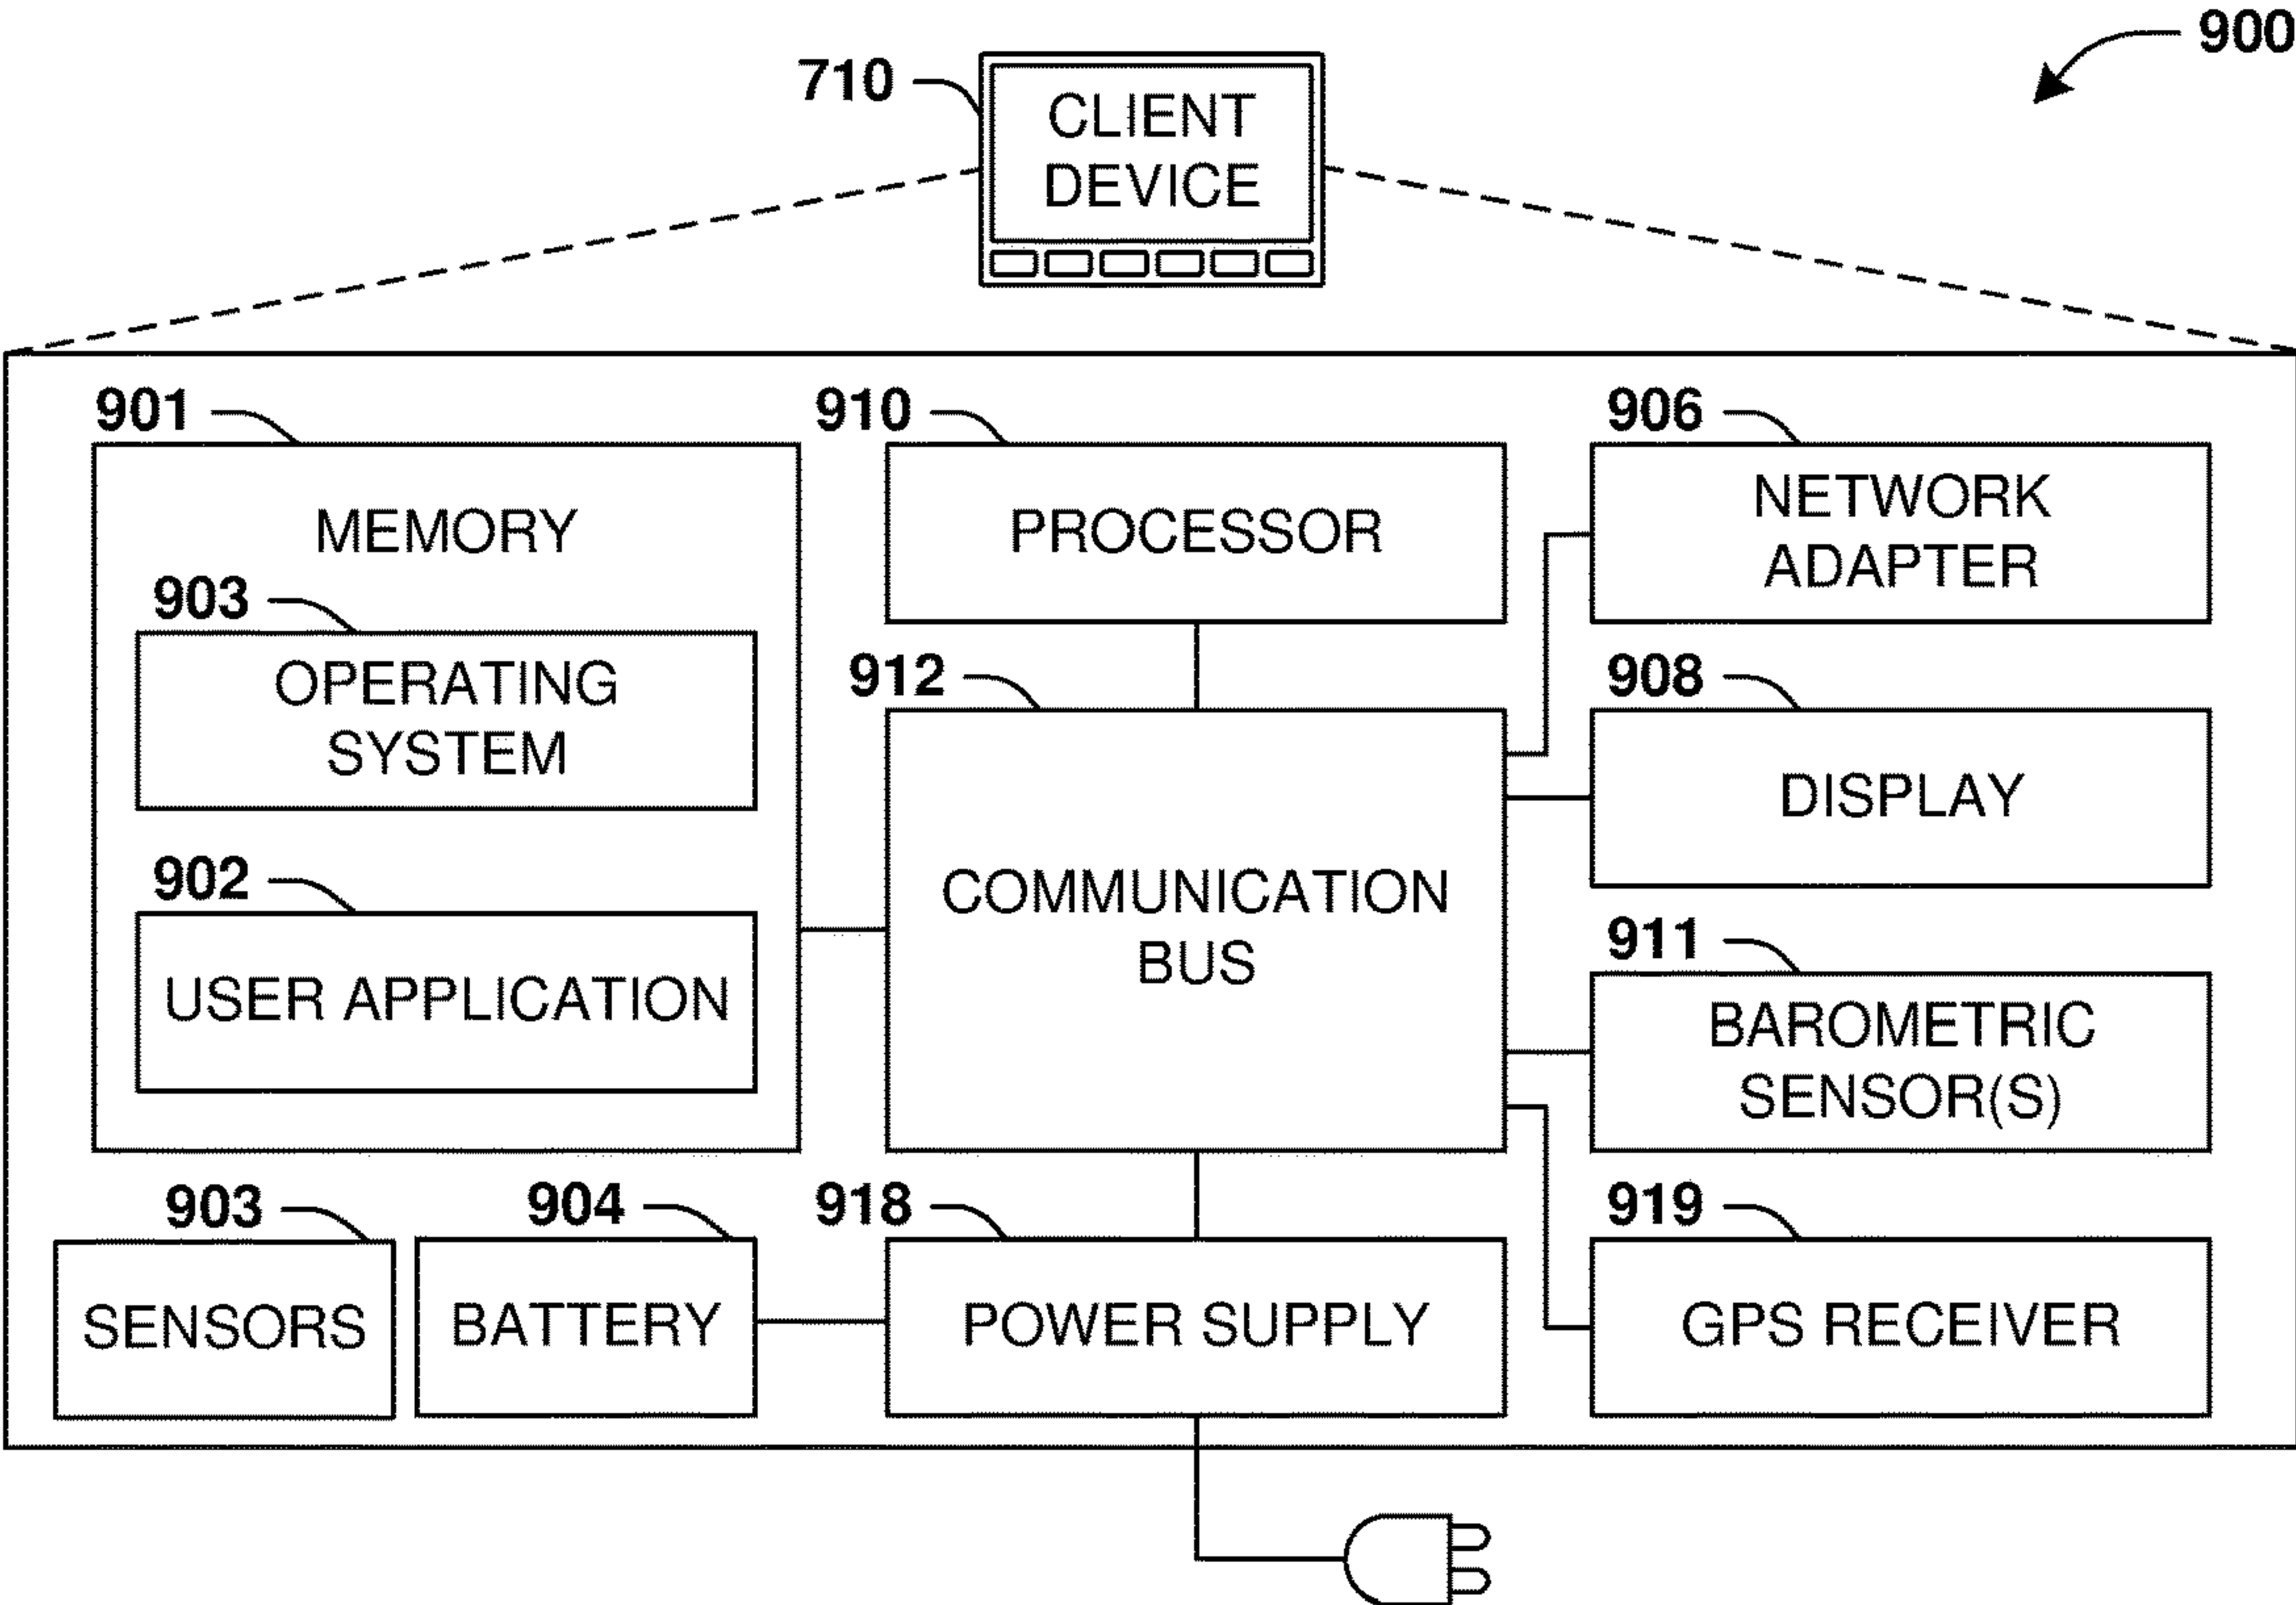 900
710
CLIENT
DEVICE
901
MEMORY
903
OPERATING
SYSTEM
902
USER APPLICATION
910
PROCESSOR
912
COMMUNICATION
BUS
906
NETWORK
ADAPTER
908
DISPLAY
911
BAROMETRIC
SENSOR(S)
903
SENSORS
904
BATTERY
918
POWER SUPPLY
919
GPS RECEIVER